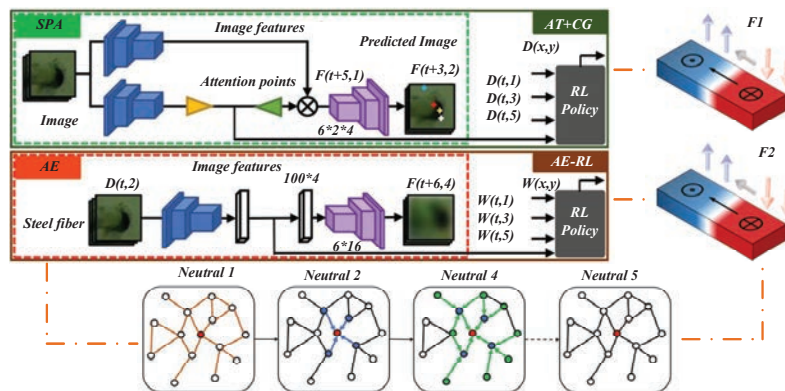 SPA
Image features
Predicted Image
AT+CG
D(x,y)
F1
Attention points
F(t+5,1)
F(t+3,2)
D(t,1)
D(t,3)
D(t,5)
RL
Policy
Image
6*2*4
AE
Image features
AE-RL
W(x,y)
F2
D(t,2)
100*4
F(t+6,4)
W(t,1)
W(t,3)
W(t,5)
RL
Policy
Steel fiber
6*16
Neutral 1
Neutral 2
Neutral 4
Neutral 5